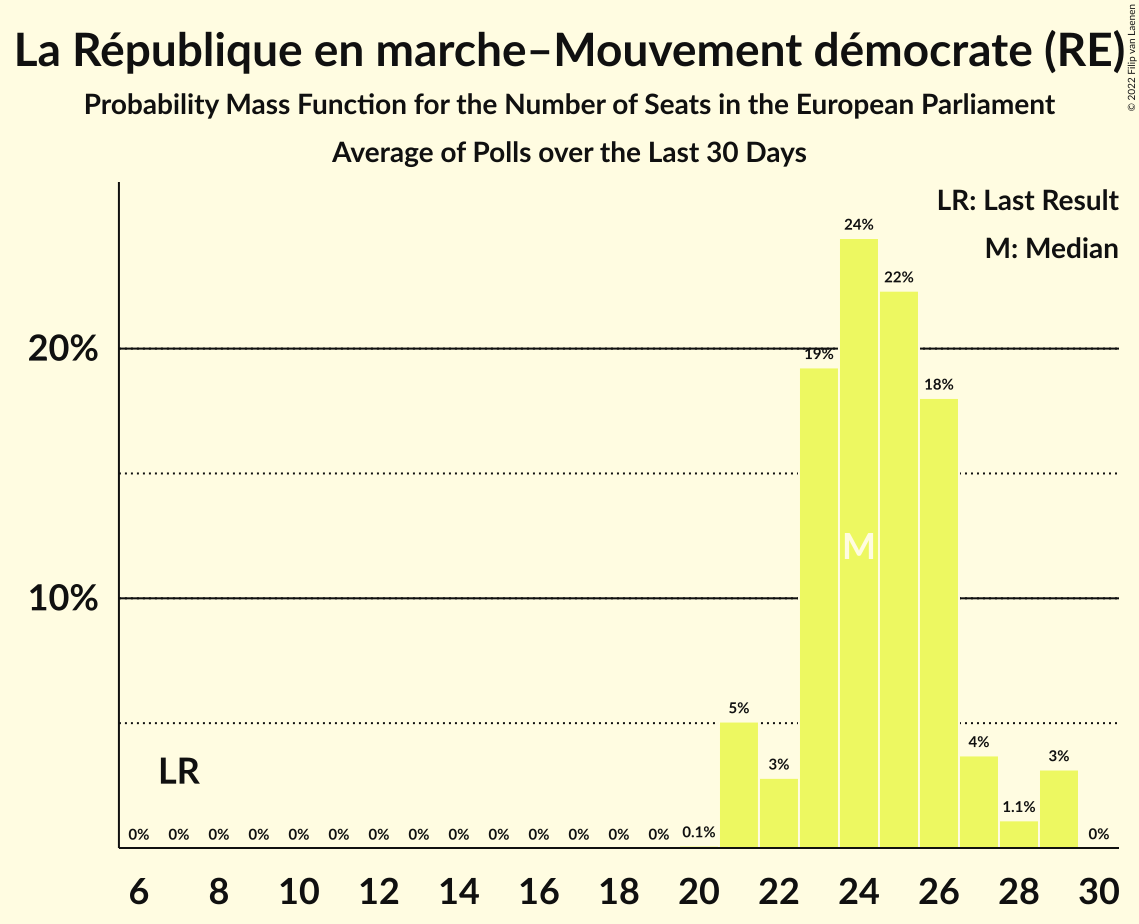 La République en marche–Mouvement démocrate (RE)
Probability Mass Function for the Number of Seats in the European Parliament
Average of Polls over the Last 30 Days
© 2022 Filip van Laenen
LR: Last Result
M: Median
24%
22%
20%
19%
18%
M
10%
5%
4%
3%
3%
LR
1.1%
0% 0% 0% 0% 0% 0% 0% 0% 0% 0% 0% 0% 0% 0% 0.1% 0%
6 8 10 12 14 16 18 20 22 24 26 28 30